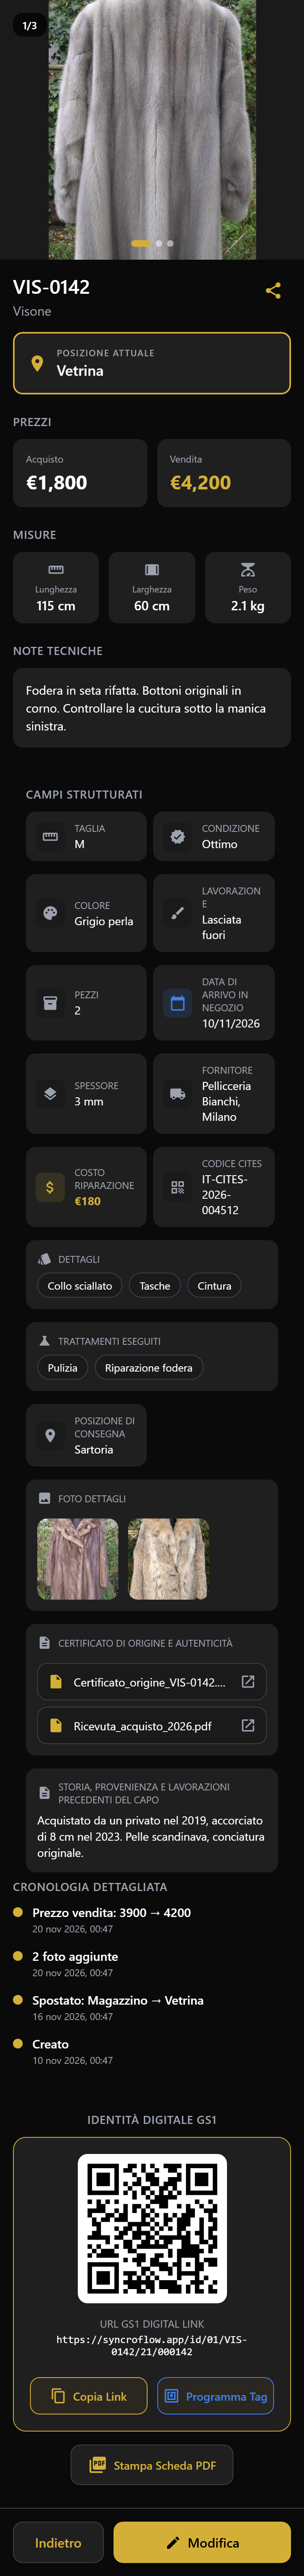 1/3
VIS-0142
Visone
POSIZIONE ATTUALE
Vetrina
PREZZI
Acquisto
€1,800
Vendita
€4,200
MISURE
Lunghezza
115 cm
Larghezza
60 cm
Peso
2.1 kg
NOTE TECNICHE
Fodera in seta rifatta. Bottoni originali in
corno. Controllare la cucitura sotto la manica
sinistra.
CAMPI STRUTTURATI
TAGLIA
M
CONDIZIONE
Ottimo
COLORE
Grigio perla
LAVORAZION
E
Lasciata
fuori
PEZZI
2
DATA DI
ARRIVO IN
NEGOZIO
10/11/2026
SPESSORE
3 mm
FORNITORE
Pellicceria
Bianchi,
Milano
COSTO
RIPARAZIONE
€180
CODICE CITES
IT-CITES-
2026-
004512
DETTAGLI
Collo sciallato
Tasche
Cintura
TRATTAMENTI ESEGUITI
Pulizia
Riparazione fodera
POSIZIONE DI
CONSEGNA
Sartoria
FOTO DETTAGLI
CERTIFICATO DI ORIGINE E AUTENTICITÀ
Certificato_origine_VIS-0142....
Ricevuta_acquisto_2026.pdf
STORIA, PROVENIENZA E LAVORAZIONI
PRECEDENTI DEL CAPO
Acquistato da un privato nel 2019, accorciato
di 8 cm nel 2023. Pelle scandinava, conciatura
originale.
CRONOLOGIA DETTAGLIATA
Prezzo vendita: 3900 → 4200
20 nov 2026, 00:47
2 foto aggiunte
20 nov 2026, 00:47
Spostato: Magazzino → Vetrina
16 nov 2026, 00:47
Creato
10 nov 2026, 00:47
IDENTITÀ DIGITALE GS1
URL GS1 DIGITAL LINK
https://syncroflow.app/id/01/VIS-
0142/21/000142
Copia Link
Programma Tag
Stampa Scheda PDF
Indietro
Modifica